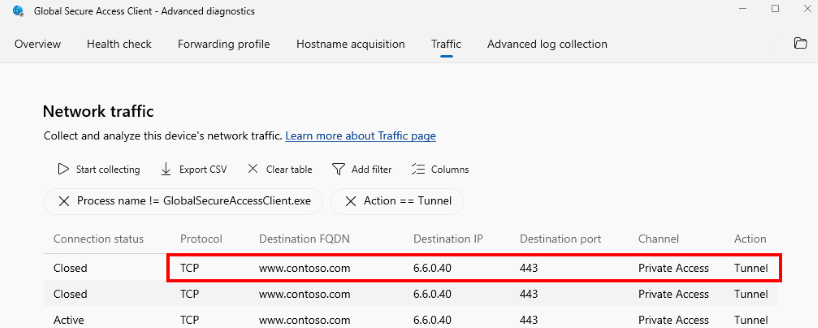 Global Secure Access Client - Advanced diagnostics
Overview Health check Forwarding profile Hostname acquisition Traffic Advanced log collection
Network traffic
Collect and analyze this device's network traffic. Learn more about Traffic page
Start collecting Export CSV Clear table Add filter Columns
Process name != GlobalSecureAccessClient.exe Action == Tunnel
Connection status Protocol Destination FQDN Destination IP Destination port Channel Action
Closed TCP www.contoso.com 6.6.0.40 443 Private Access Tunnel
Closed TCP www.contoso.com 6.6.0.40 443 Private Access Tunnel
Active TCP www.contoso.com 6.6.0.40 443 Private Access Tunnel